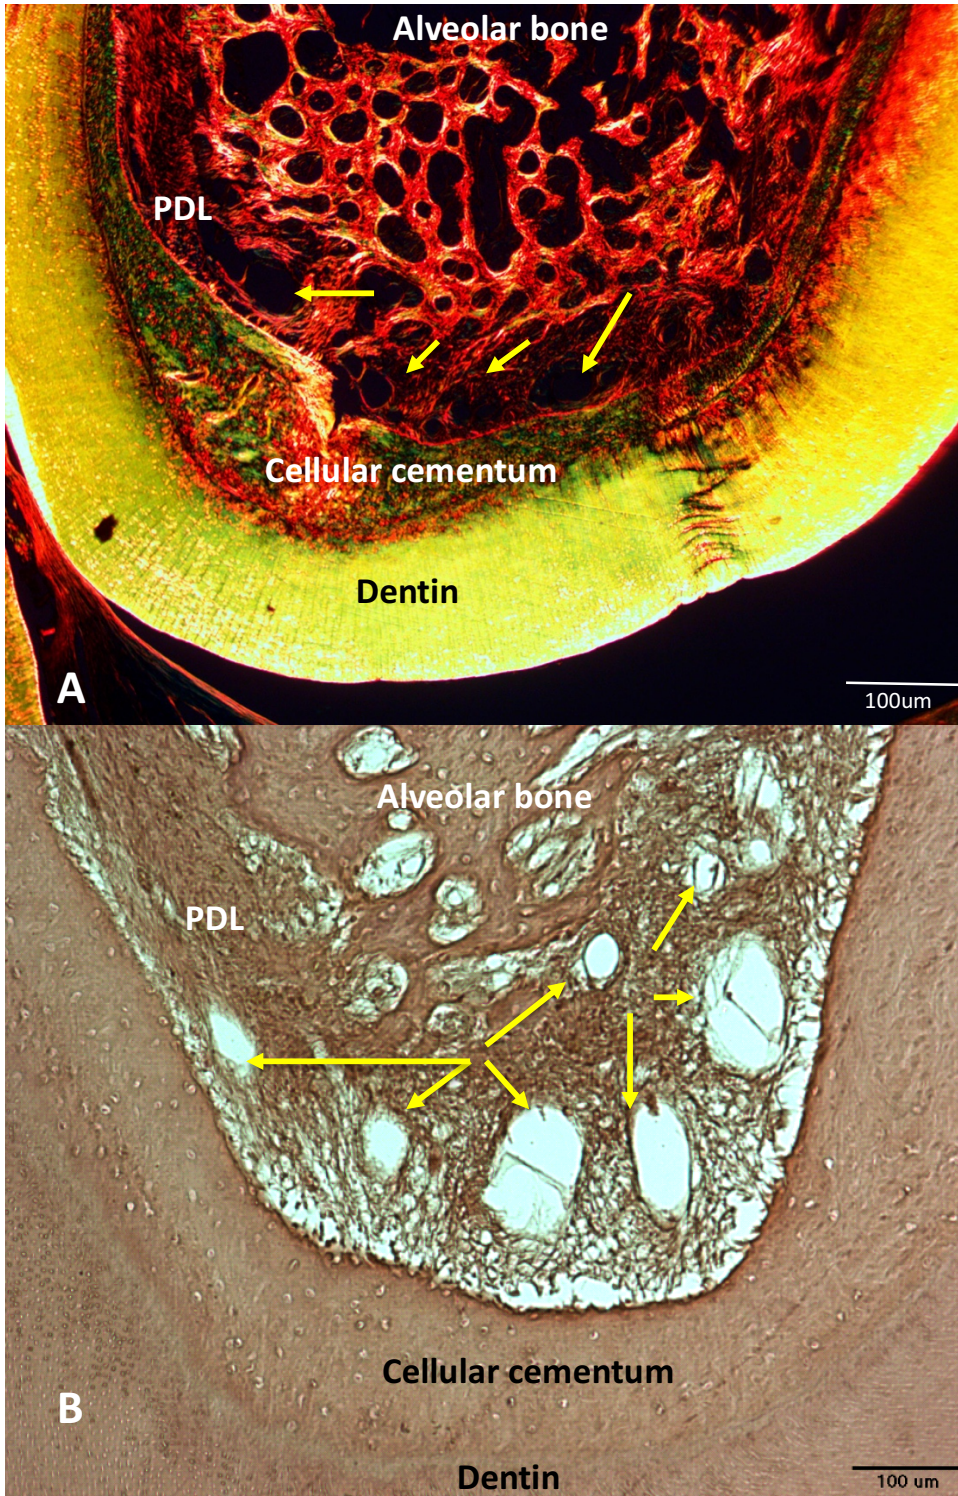 Alveolar bone
PDL
Cellular cementum
Dentin
A
100um
Alveolar bone
PDL
Cellular cementum
B
Dentin
100 um